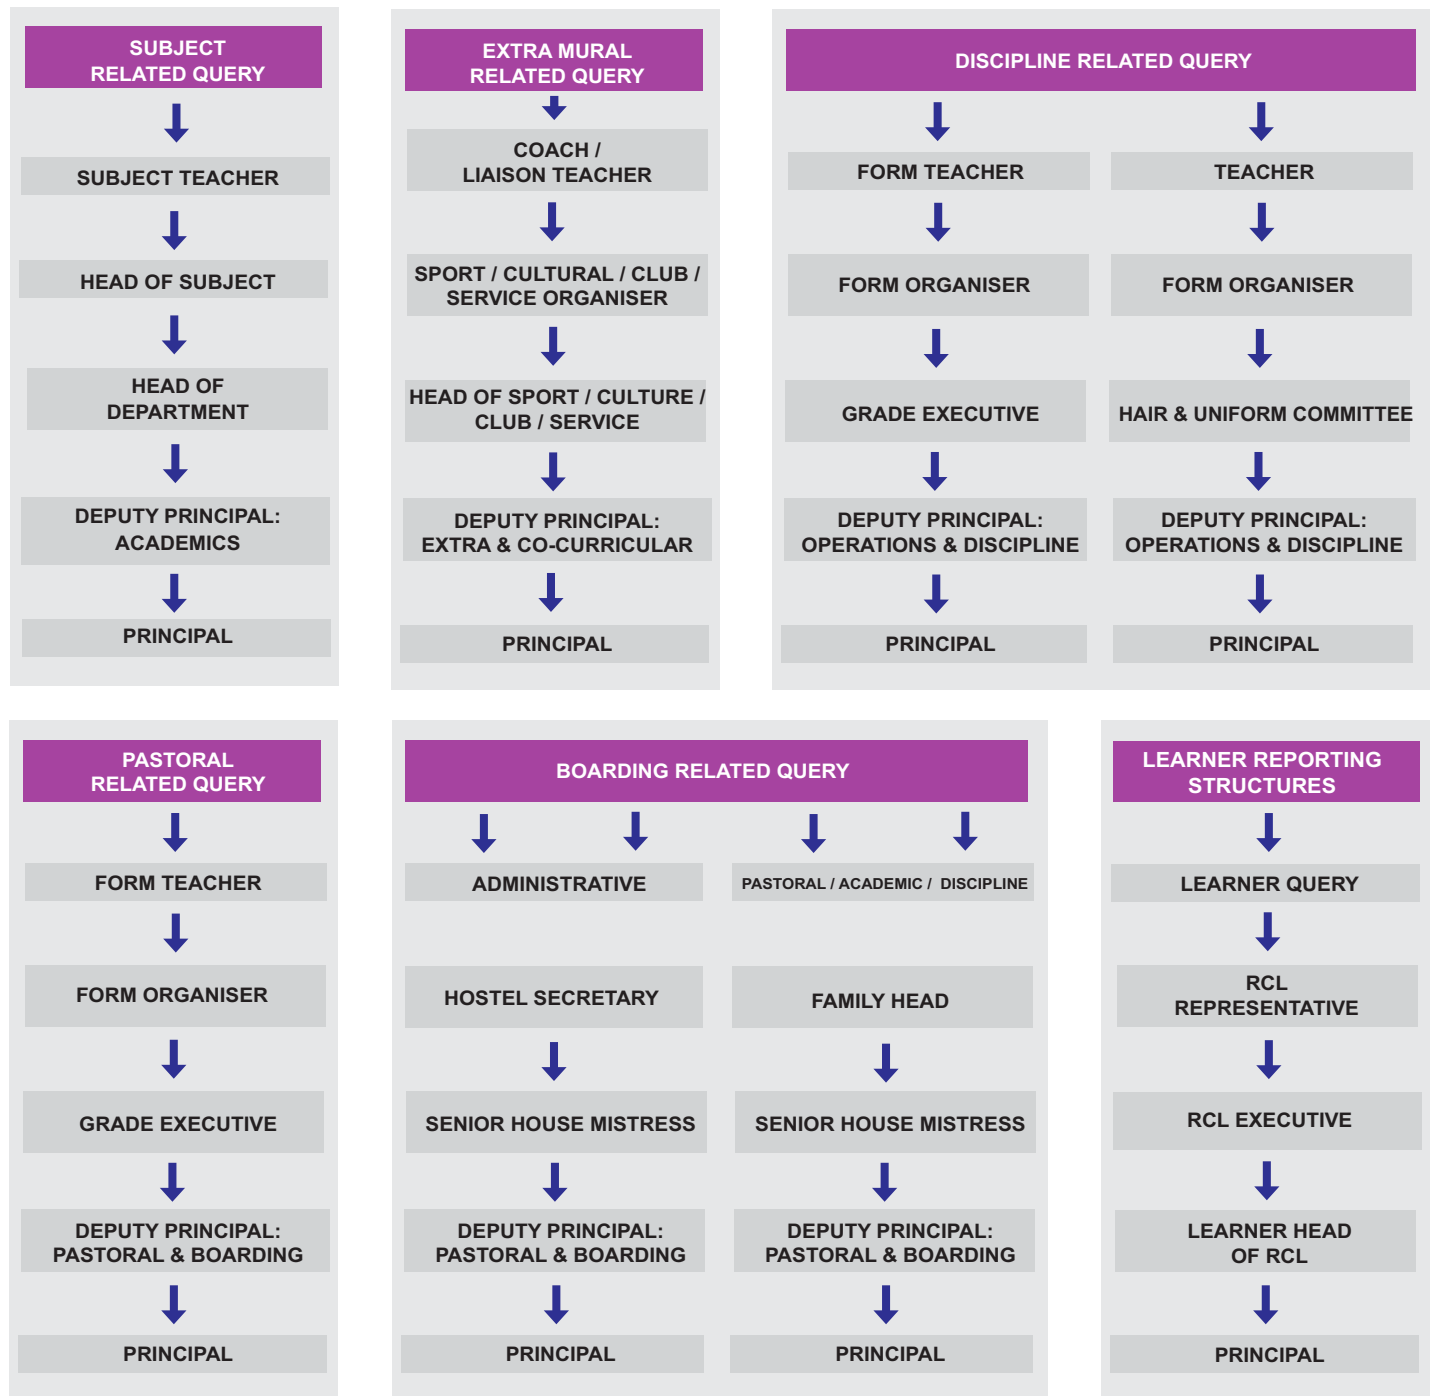 SUBJECT
RELATED QUERY
SUBJECT TEACHER
HEAD OF SUBJECT
HEAD OF
DEPARTMENT
DEPUTY PRINCIPAL:
ACADEMICS
PRINCIPAL
EXTRA MURAL
RELATED QUERY
COACH /
LIAISON TEACHER
SPORT / CULTURAL / CLUB /
SERVICE ORGANISER
HEAD OF SPORT / CULTURE /
CLUB / SERVICE
DEPUTY PRINCIPAL:
EXTRA & CO-CURRICULAR
PRINCIPAL
DISCIPLINE RELATED QUERY
FORM TEACHER
FORM ORGANISER
GRADE EXECUTIVE
DEPUTY PRINCIPAL:
OPERATIONS & DISCIPLINE
PRINCIPAL
TEACHER
FORM ORGANISER
HAIR & UNIFORM COMMITTEE
DEPUTY PRINCIPAL:
OPERATIONS & DISCIPLINE
PRINCIPAL
PASTORAL
RELATED QUERY
FORM TEACHER
FORM ORGANISER
GRADE EXECUTIVE
DEPUTY PRINCIPAL:
PASTORAL & BOARDING
PRINCIPAL
BOARDING RELATED QUERY
ADMINISTRATIVE
HOSTEL SECRETARY
SENIOR HOUSE MISTRESS
DEPUTY PRINCIPAL:
PASTORAL & BOARDING
PRINCIPAL
PASTORAL / ACADEMIC / DISCIPLINE
FAMILY HEAD
SENIOR HOUSE MISTRESS
DEPUTY PRINCIPAL:
PASTORAL & BOARDING
PRINCIPAL
LEARNER REPORTING
STRUCTURES
LEARNER QUERY
RCL
REPRESENTATIVE
RCL EXECUTIVE
LEARNER HEAD
OF RCL
PRINCIPAL